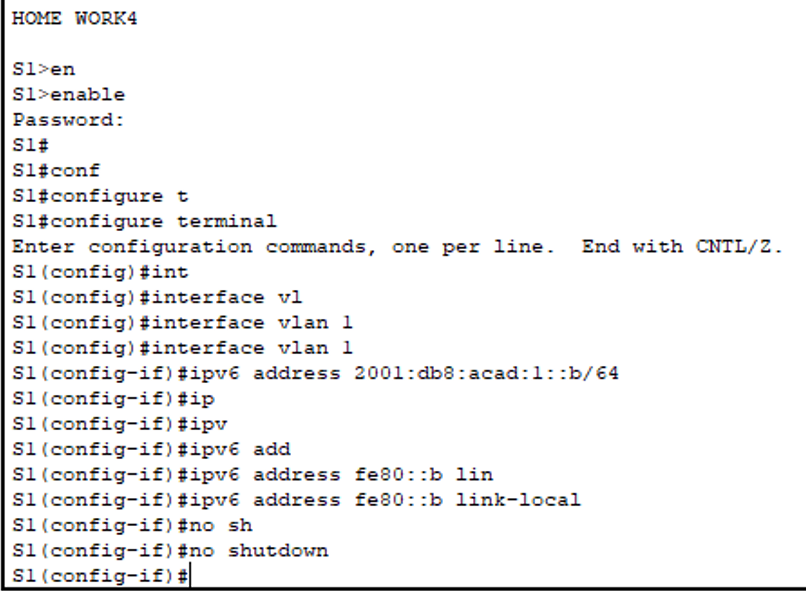 HOME WORK4
S1>en
S1>enable
Password:
S1#
S1#conf
S1#configure t
S1#configure terminal
Enter configuration commands, one per line.  End with CNTL/Z.
S1(config)#int
S1(config)#interface vl
S1(config)#interface vlan 1
S1(config)#interface vlan 1
S1(config-if)#ipv6 address 2001:db8:acad:1::b/64
S1(config-if)#ip
S1(config-if)#ipv
S1(config-if)#ipv6 add
S1(config-if)#ipv6 address fe80::b lin
S1(config-if)#ipv6 address fe80::b link-local
S1(config-if)#no sh
S1(config-if)#no shutdown
S1(config-if)#